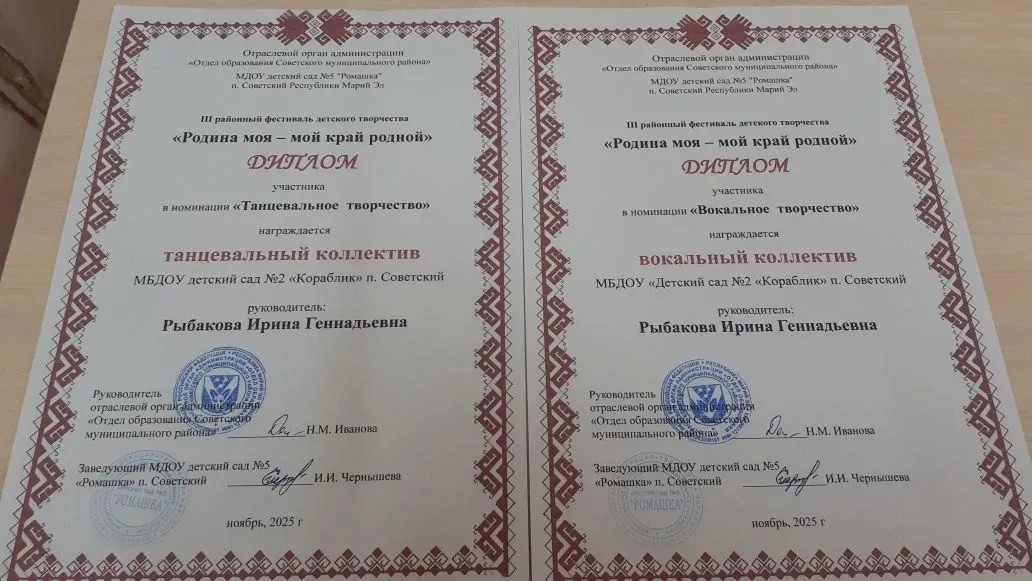 Отраслевой орган администрации
«Отдел образования Советского муниципального района»
МДОУ детский сад №5 "Ромашка"
п. Советский Республики Марий Эл
III районный фестиваль детского творчества
«Родина моя – мой край родной»
ДИПЛОМ
участника
в номинации «Танцевальное творчество»
награждается
танцевальный коллектив
МБДОУ детский сад №2 «Кораблик» п. Советский
руководитель:
Рыбакова Ирина Геннадьевна
Руководитель
отраслевой орган администрации
«Отдел образования Советского
муниципального района» Н.М. Иванова
Заведующий МДОУ детский сад №5
«Ромашка» п. Советский И.И. Чернышева
"РОМАШКА"
ноябрь, 2025 г
Отраслевой орган администрации
«Отдел образования Советского муниципального района»
МДОУ детский сад №5 "Ромашка"
п. Советский Республики Марий Эл
III районный фестиваль детского творчества
«Родина моя – мой край родной»
ДИПЛОМ
участника
в номинации «Вокальное творчество»
награждается
вокальный коллектив
МБДОУ «Детский сад №2 «Кораблик» п. Советский
руководитель:
Рыбакова Ирина Геннадьевна
Руководитель
отраслевой орган администрации
«Отдел образования Советского
муниципального района» Н.М. Иванова
Заведующий МДОУ детский сад №5
«Ромашка» п. Советский И.И. Чернышева
"РОМАШКА"
ноябрь, 2025 г